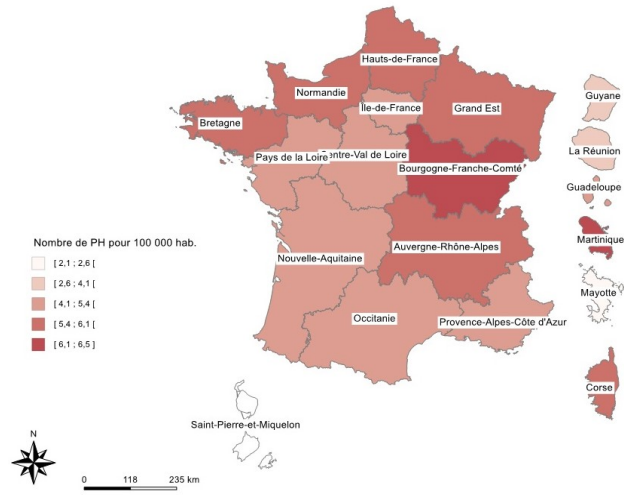 Hauts-de-France
Normandie
Île-de-France
Grand Est
Bretagne
Pays de la Loire
entre-Val de Loire
Bourgogne-Franche-Comté
Auvergne-Rhône-Alpes
Nouvelle-Aquitaine
Occitanie
Provence-Alpes-Côte d'Azur
Guyane
La Réunion
Guadeloupe
Martinique
Mayotte
Corse
Nombre de PH pour 100 000 hab.
[ 2,1 ; 2,6 [
[ 2,6 ; 4,1 [
[ 4,1 ; 5,4 [
[ 5,4 ; 6,1 [
[ 6,1 ; 6,5 ]
Saint-Pierre-et-Miquelon
N
0 118 235 km